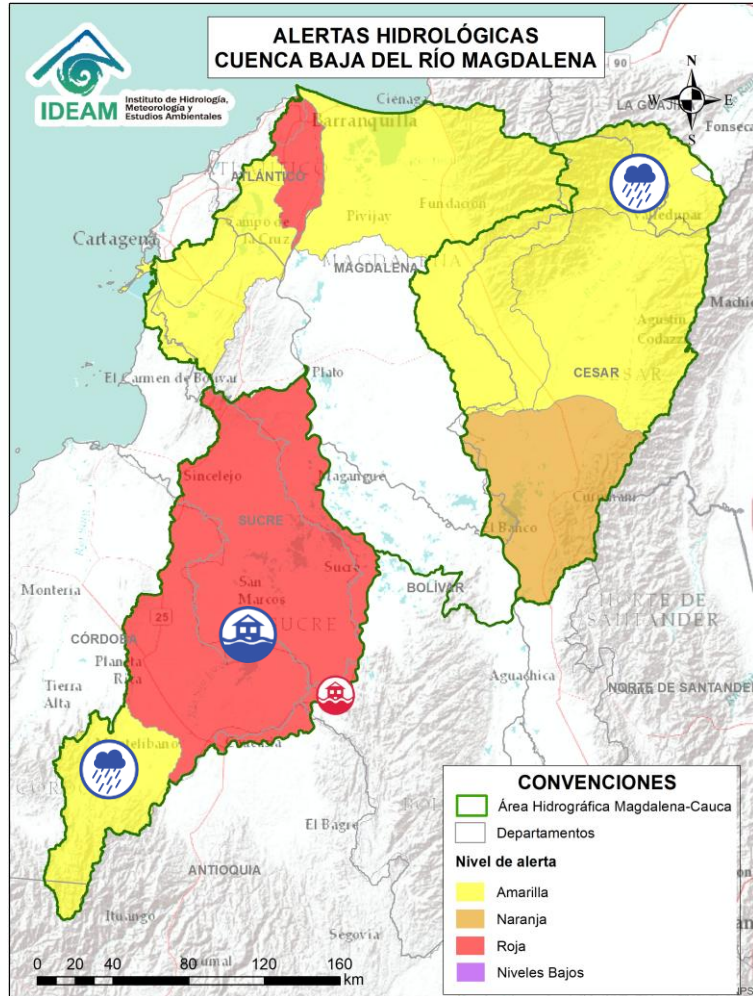 ALERTAS HIDROLÓGICAS
CUENCA BAJA DEL RÍO MAGDALENA
IDEAM
Instituto de Hidrología,
Meteorología y
Estudios Ambientales
90
N
W
E
S
LA GUAJIRA
Ciénaga
Fonseca
Barranquilla
ATLÁNTICO
Valledupar
Pivijay
Fundación
Campo de
la Cruz
Cartagena
MAGDALENA
Agustín
Codazzi
El Carmen de Bolívar
Plato
CESAR
Sincelejo
Magangue
Curumaní
SUCRE
El Banco
Sucre
BOLÍVAR
San
Marcos
SUCRE
Montería
25
NORTE DE
SANTANDER
CÓRDOBA
Planeta
Rica
Aguachica
Tierra
Alta
NORTE DE SANTANDER
Caucasia
El Bagre
ANTIOQUIA
Ituango
Segovia
0 20 40 80 120 160
km
CONVENCIONES
Área Hidrográfica Magdalena-Cauca
Departamentos
Nivel de alerta
Amarilla
Naranja
Roja
Niveles Bajos